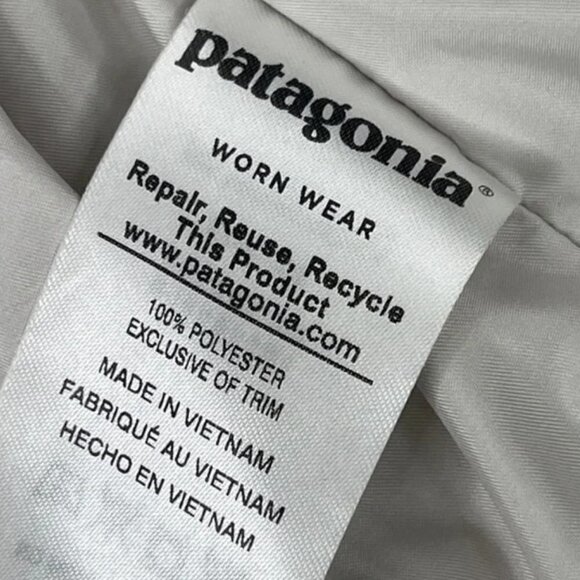 patagonia®
WORN WEAR
Repair, Reuse, Recycle
This Product
www.patagonia.com
100% POLYESTER
EXCLUSIVE OF TRIM
MADE IN VIETNAM
FABRIQUÉ AU VIETNAM
HECHO EN VIETNAM